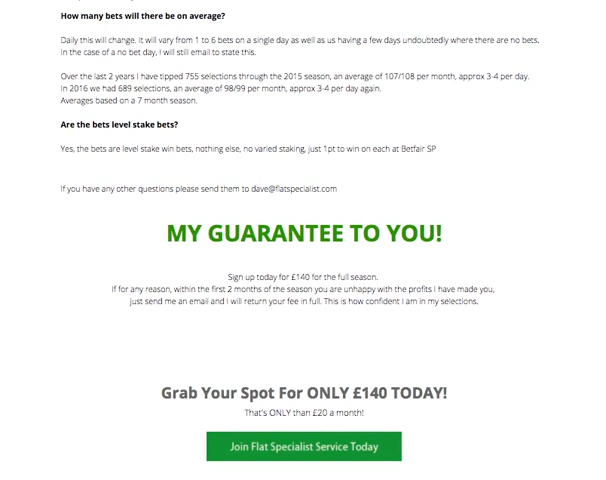 How many bets will there be on average?
Daily this will change. It will vary from 1 to 6 bets on a single day as well as us having a few days undoubtedly where there are no bets.
In the case of a no bet day, I will still email to state this.
Over the last 2 years I have tipped 755 selections through the 2015 season, an average of 107/108 per month, approx 3-4 per day.
In 2016 we had 689 selections, an average of 98/99 per month, approx 3-4 per day again.
Averages based on a 7 month season.
Are the bets level stake bets?
Yes, the bets are level stake win bets, nothing else, no varied staking, just 1pt to win on each at Betfair SP
If you have any other questions please send them to dave@flatspecialist.com
MY GUARANTEE TO YOU!
Sign up today for £140 for the full season.
If for any reason, within the first 2 months of the season you are unhappy with the profits I have made you,
just send me an email and I will return your fee in full. This is how confident I am in my selections.
Grab Your Spot For ONLY £140 TODAY!
That's ONLY than £20 a month!
Join Flat Specialist Service Today